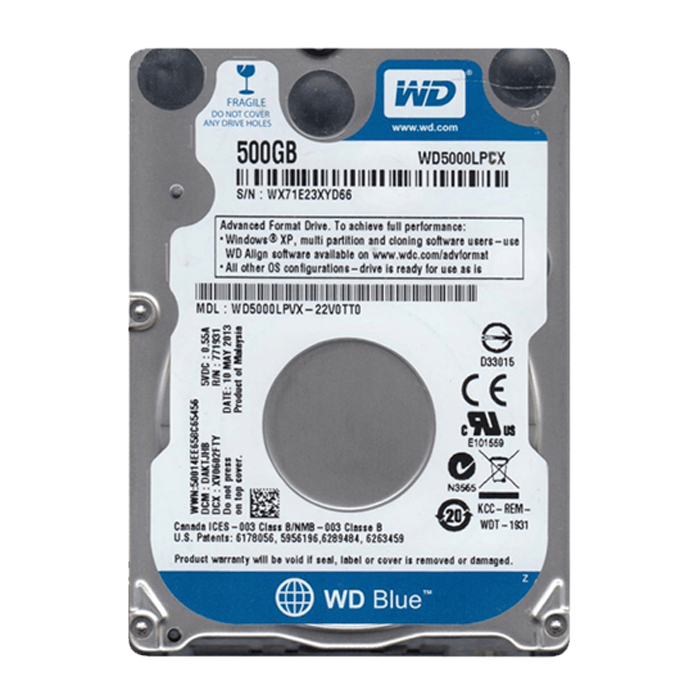 FRAGILE
DO NOT COVER
ANY DRIVE HOLES
WD®
www.wd.com
500GB
WD5000LPCX
S/N : WX71E23XYD66
Advanced Format Drive. To achieve full performance:
• Windows® XP, multi partition and cloning software users – use
WD Align software available on www.wdc.com/advformat
• All other OS configurations – drive is ready for use as is
MDL : WD5000LPVX – 22V0TT0
WWN: 50014EE658C65456
DCM : DAKTJHB
DCX : XV0602FTY
Do not press
on top cover.
5VDC : 0.55A
R/N : 771931
DATE: 10 MAY 2013
Product of Malaysia
D33015
CE
c RU us
E101559
N3565
20
KCC – REM –
WDT – 1931
Canada ICES – 003 Class B/NMB – 003 Classe B
U.S. Patents: 6178056, 5956196,6289484, 6263459
Product warranty will be void if seal, label or cover is removed or damaged.
Z
WD Blue™